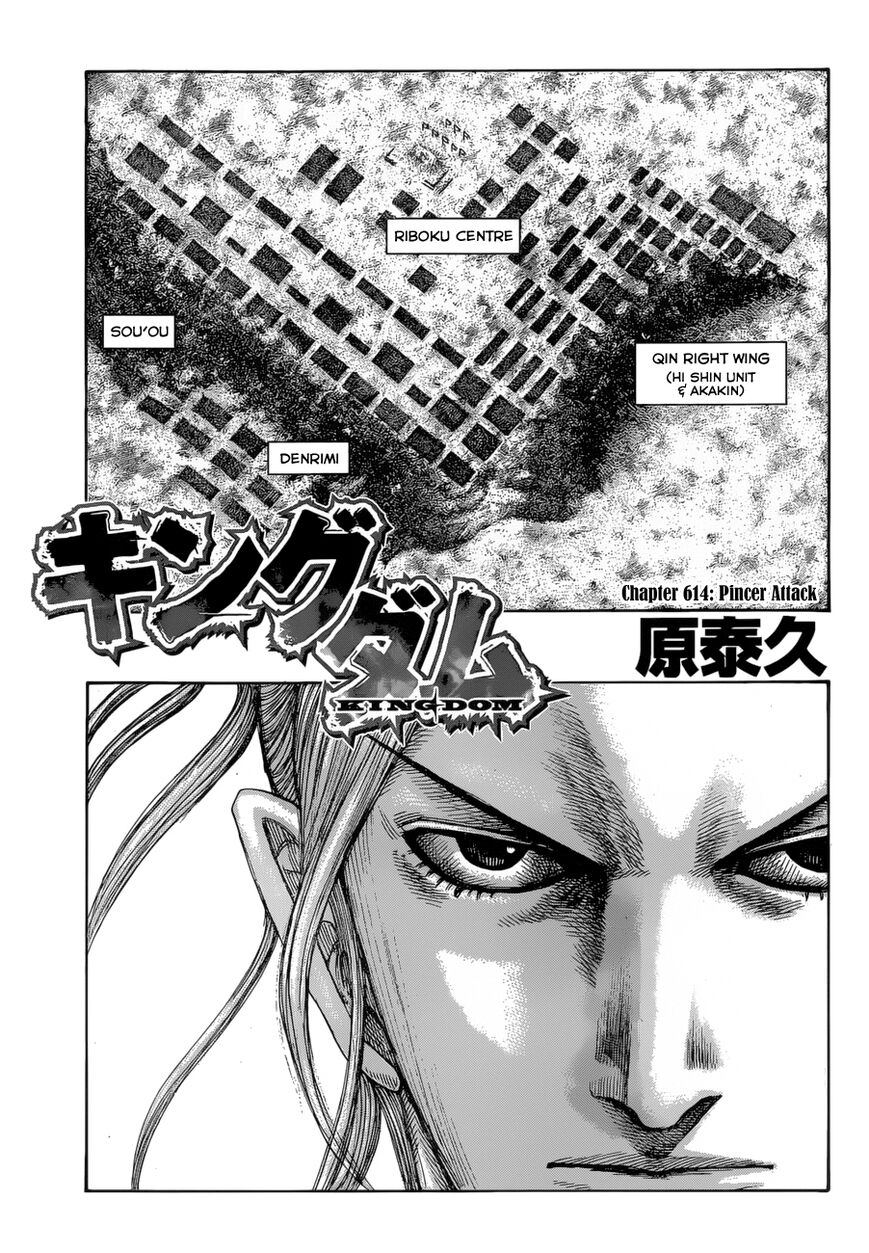 RIBOKU CENTRE
SOU'OU
QIN RIGHT WING
(HI SHIN UNIT
& AKAKIN)
DENRIMI
キングダム
KINGDOM
Chapter 614: Pincer Attack
原泰久